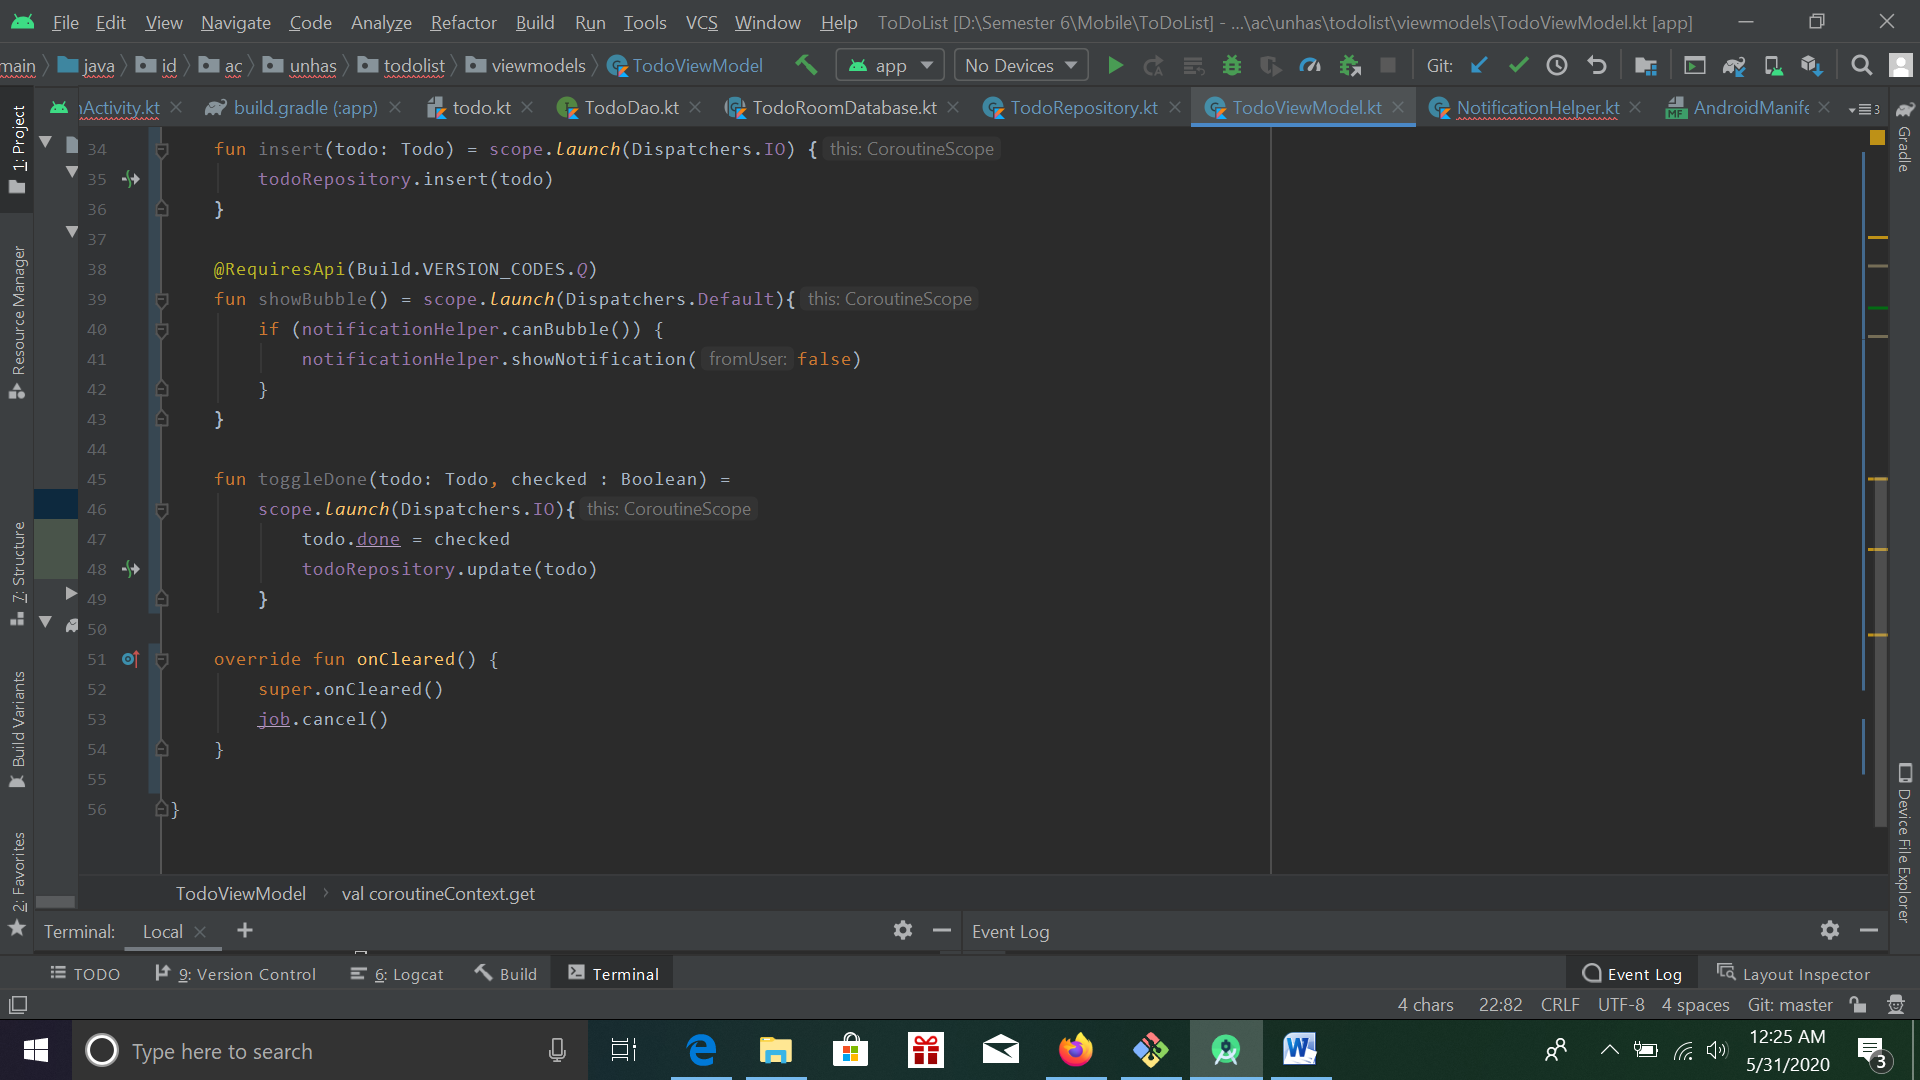 File Edit View Navigate Code Analyze Refactor Build Run Tools VCS Window Help ToDoList [D:\Semester 6\Mobile\ToDoList] - ...\ac\unhas\todolist\viewmodels\TodoViewModel.kt [app]
main java id ac unhas todolist viewmodels TodoViewModel app No Devices Git:
nActivity.kt build.gradle (:app) todo.kt TodoDao.kt TodoRoomDatabase.kt TodoRepository.kt TodoViewModel.kt NotificationHelper.kt AndroidManife 3
1: Project
Resource Manager
7: Structure
Build Variants
2: Favorites
Gradle
Device File Explorer
34 fun insert(todo: Todo) = scope.launch(Dispatchers.IO) { this: CoroutineScope
35 todoRepository.insert(todo)
36 }
37
38 @RequiresApi(Build.VERSION_CODES.Q)
39 fun showBubble() = scope.launch(Dispatchers.Default){ this: CoroutineScope
40 if (notificationHelper.canBubble()) {
41 notificationHelper.showNotification( fromUser: false)
42 }
43 }
44
45 fun toggleDone(todo: Todo, checked : Boolean) =
46 scope.launch(Dispatchers.IO){ this: CoroutineScope
47 todo.done = checked
48 todoRepository.update(todo)
49 }
50
51 override fun onCleared() {
52 super.onCleared()
53 job.cancel()
54 }
55
56 }
TodoViewModel val coroutineContext.get
Terminal: Local + Event Log
TODO 9: Version Control 6: Logcat Build Terminal Event Log Layout Inspector
4 chars 22:82 CRLF UTF-8 4 spaces Git: master
Type here to search
12:25 AM
5/31/2020
3